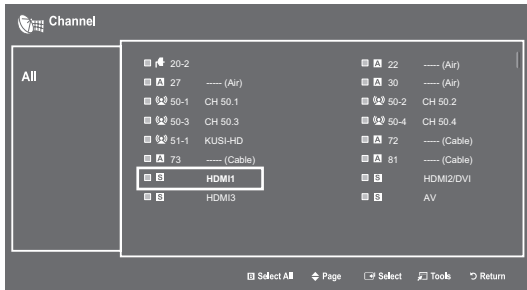 Channel
All
20-2
A 22 ----- (Air)
A 27 ----- (Air)
A 30 ----- (Air)
50-1 CH 50.1
50-2 CH 50.2
50-3 CH 50.3
50-4 CH 50.4
51-1 KUSI-HD
A 72 ----- (Cable)
A 73 ----- (Cable)
A 81 ----- (Cable)
S HDMI1
S HDMI2/DVI
S HDMI3
S AV
B Select All Page Select Tools Return